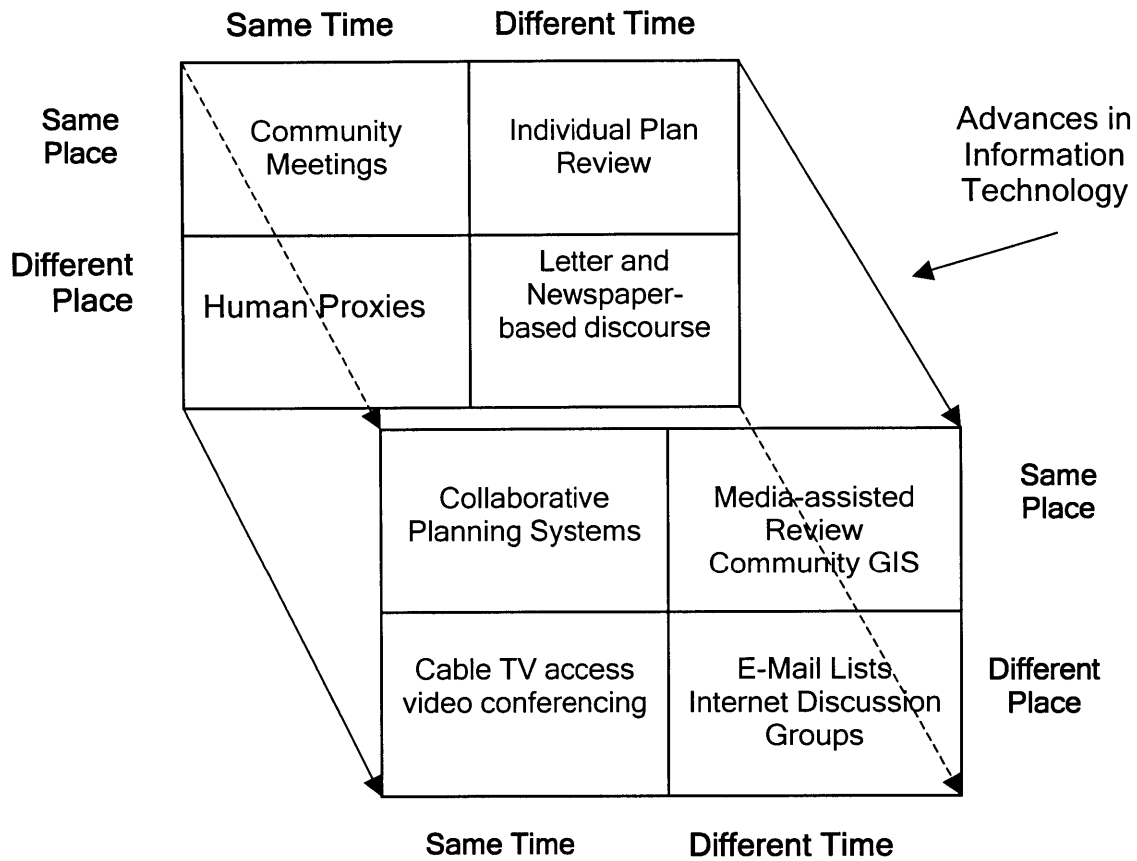 Same Time
Different Time
Same
Place
Community
Meetings
Individual Plan
Review
Advances in
Information
Technology
Different
Place
Human Proxies
Letter and
Newspaper-
based discourse
Collaborative
Planning Systems
Media-assisted
Review
Community GIS
Same
Place
Cable TV access
video conferencing
E-Mail Lists
Internet Discussion
Groups
Different
Place
Same Time
Different Time